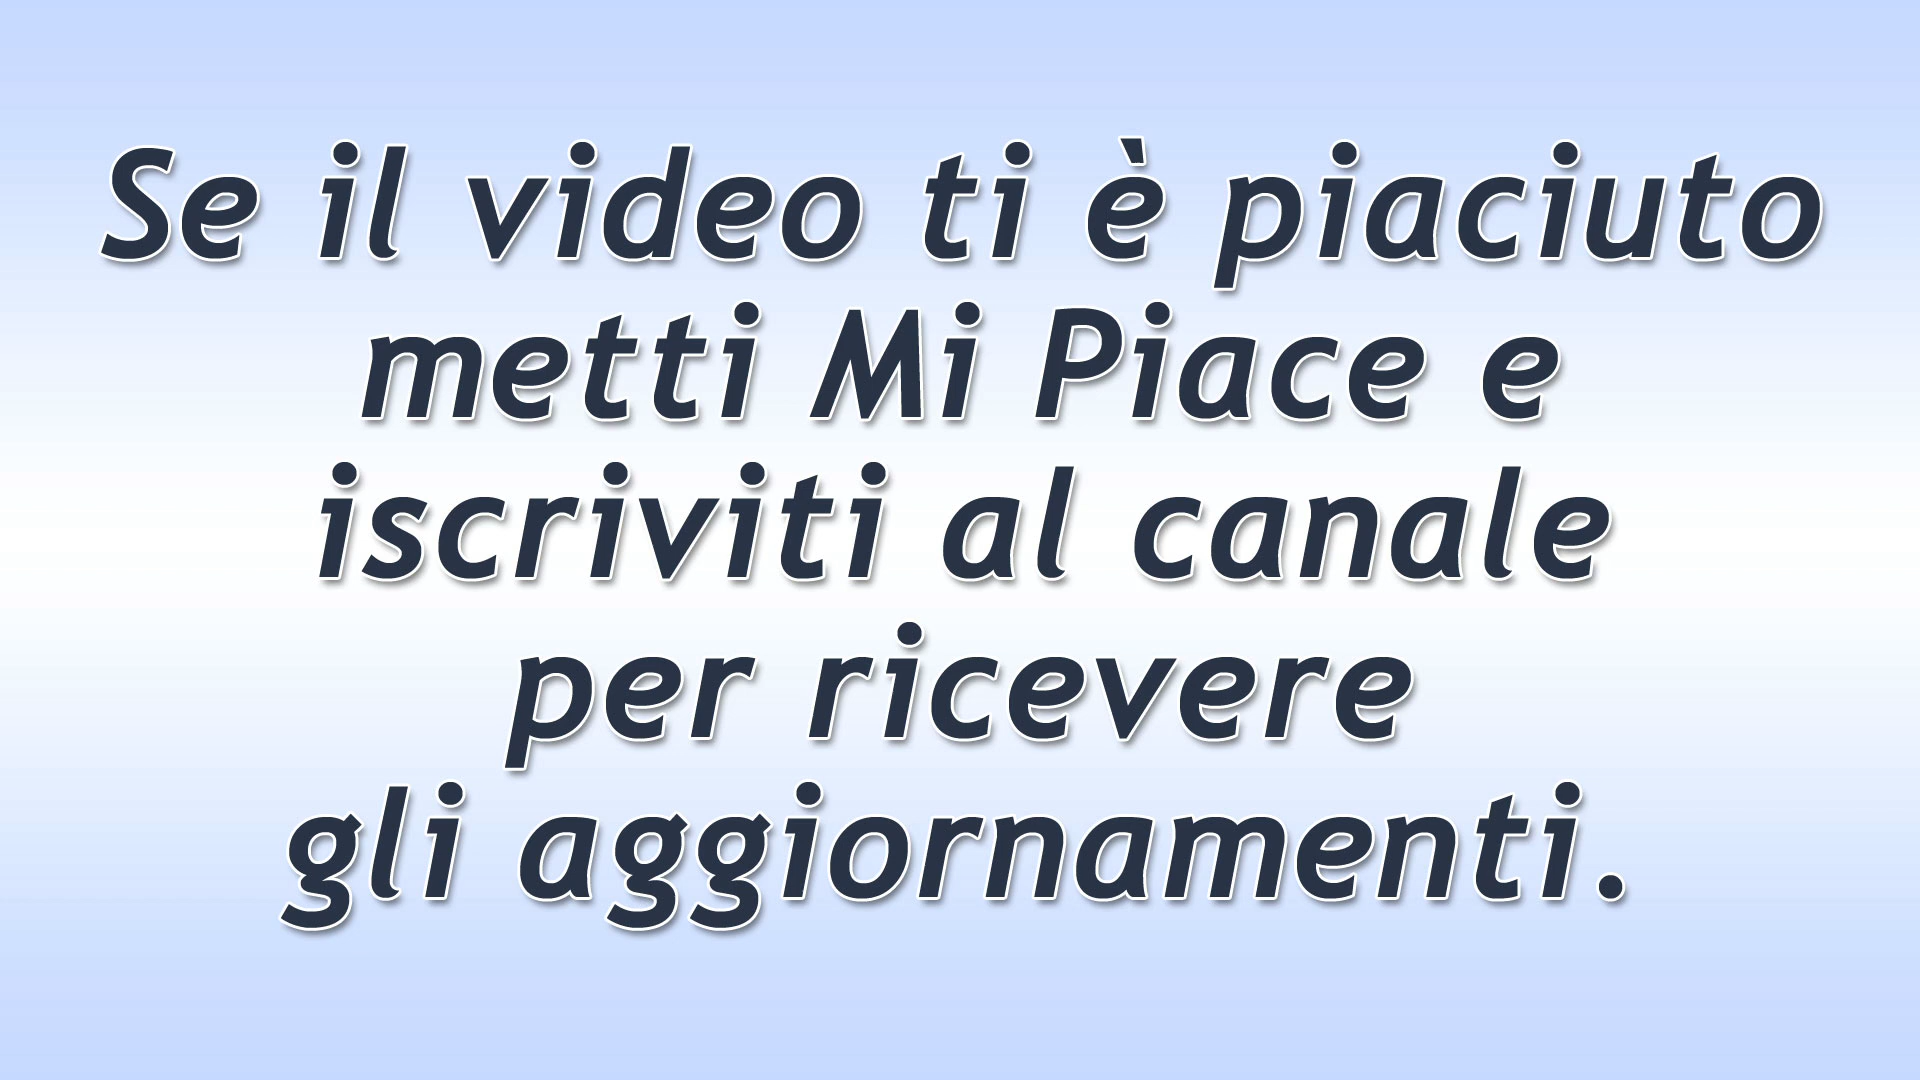 Se il video ti è piaciuto
metti Mi Piace e
iscriviti al canale
per ricevere
gli aggiornamenti.